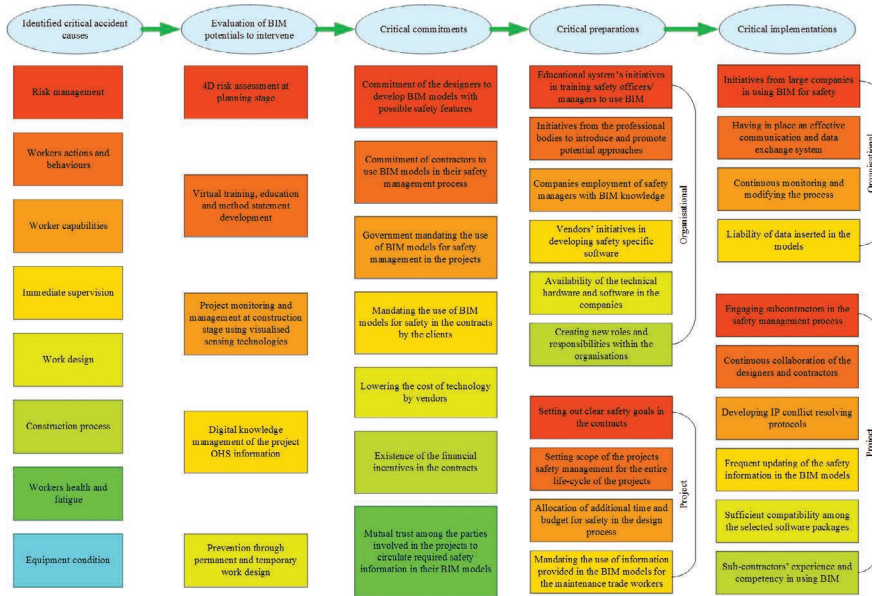 Identified critical accident
causes
Evaluation of BIM
potentials to intervene
Critical commitments
Critical preparations
Critical implementations
Risk management
Workers actions and
behaviours
Worker capabilities
Immediate supervision
Work design
Construction process
Workers health and
fatigue
Equipment condition
4D risk assessment at
planning stage
Virtual training, education
and method statement
development
Project monitoring and
management at construction
stage using visualised
sensing technologies
Digital knowledge
management of the project
OHS information
Prevention through
permanent and temporary
work design
Commitment of the designers
to develop BIM models with
possible safety features
Commitment of contractors
to use BIM models in their
safety management process
Government mandating the
use of BIM models for safety
management in the projects
Mandating the use of BIM
models for safety in the
contracts by the clients
Lowering the cost of
technology by vendors
Existence of the financial
incentives in the contracts
Mutual trust among the parties
involved in the projects to
circulate required safety
information in their BIM models
Educational system's initiatives
in training safety officers/
managers to use BIM
Initiatives from the professional
bodies to introduce and promote
potential approaches
Companies employment of safety
managers with BIM knowledge
Vendors' initiatives in
developing safety specific
software
Availability of the technical
hardware and software in the
companies
Creating new roles and
responsibilities within the
organisations
Organisational
Setting out clear safety goals in
the contracts
Setting scope of the projects
safety management for the entire
life-cycle of the projects
Allocation of additional time and
budget for safety in the design
process
Mandating the use of information
provided in the BIM models for
the maintenance trade workers
Project
Initiatives from large companies
in using BIM for safety
Having in place an effective
communication and data
exchange system
Continuous monitoring and
modifying the process
Liability of data inserted in the
models
Organisational
Engaging subcontractors in the
safety management process
Continuous collaboration of the
designers and contractors
Developing IP conflict resolving
protocols
Frequent updating of the safety
information in the BIM models
Sufficient compatibility among
the selected software packages
Sub-contractors' experience and
competency in using BIM
Project